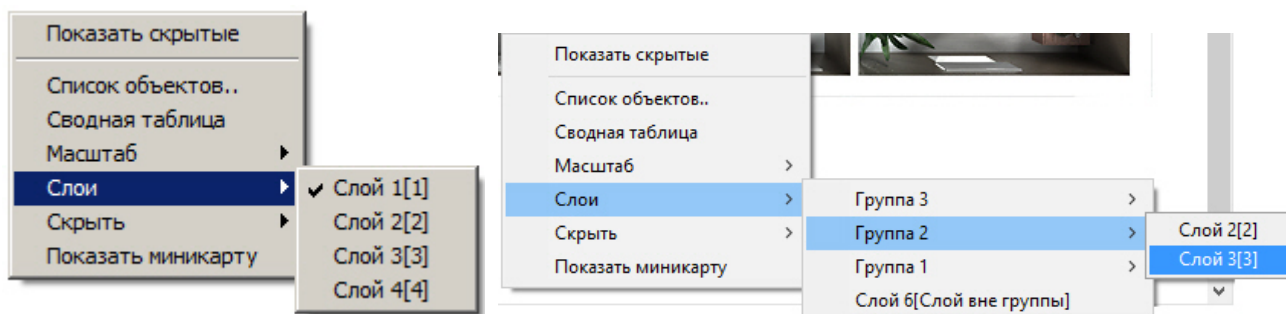 Показать скрытые
Список объектов..
Сводная таблица
Масштаб
Слои
Скрыть
Показать миникарту
Слой 1[1]
Слой 2[2]
Слой 3[3]
Слой 4[4]
Показать скрытые
Список объектов..
Сводная таблица
Масштаб
Слои
Скрыть
Показать миникарту
Группа 3
Группа 2
Группа 1
Слой 6[Слой вне группы]
Слой 2[2]
Слой 3[3]